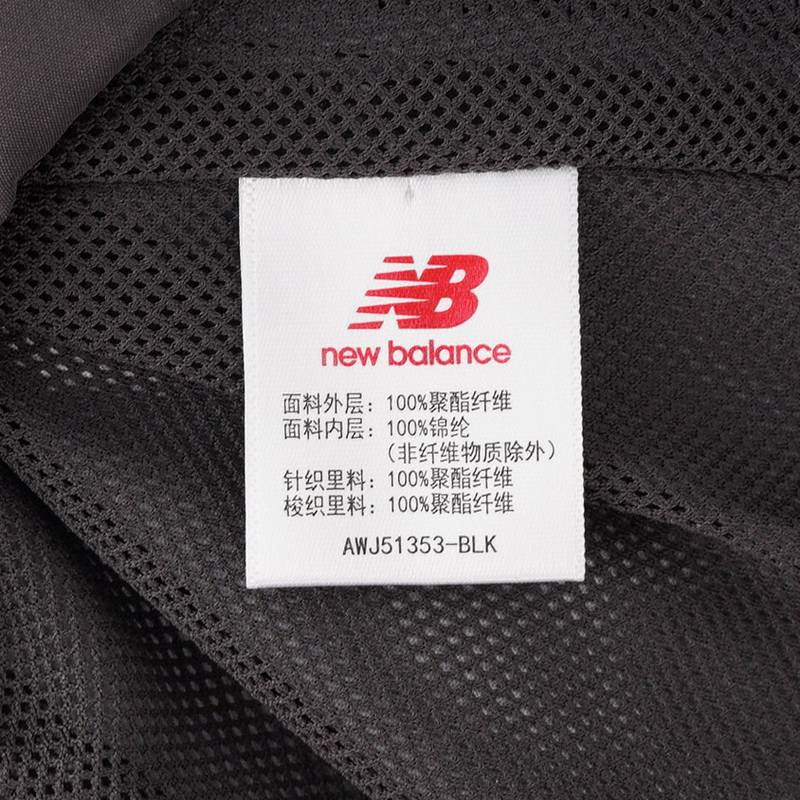 NB
new balance
面料外层：100%聚酯纤维
面料内层：100%锦纶
（非纤维物质除外）
针织里料：100%聚酯纤维
梭织里料：100%聚酯纤维
AWJ51353-BLK